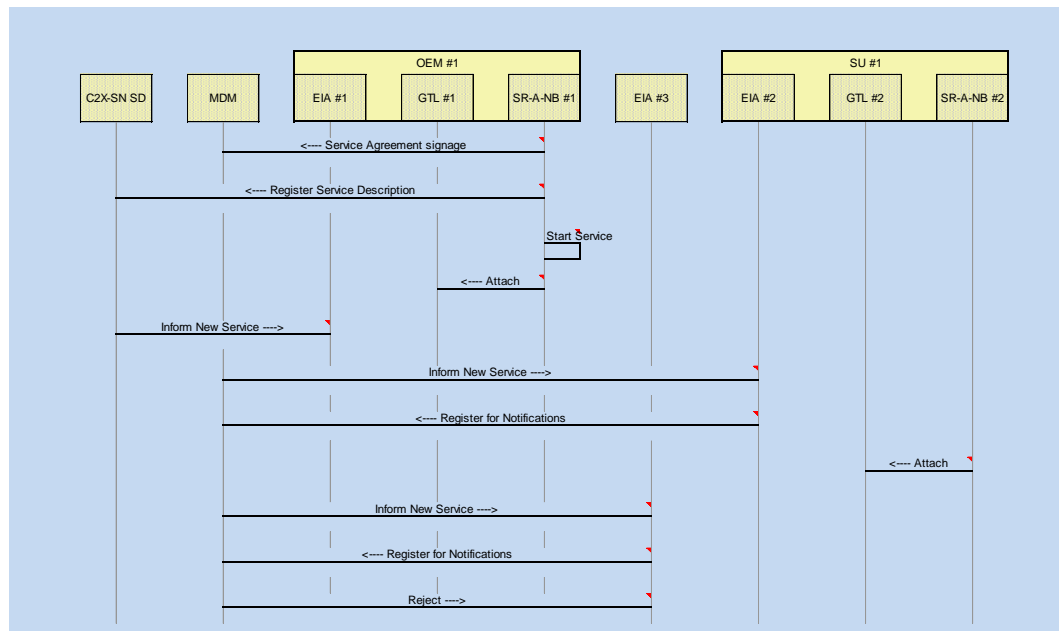 OEM #1
SU #1
C2X-SN SD
MDM
EIA #1
GTL #1
SR-A-NB #1
EIA #3
EIA #2
GTL #2
SR-A-NB #2
<---- Service Agreement signage
<---- Register Service Description
Start Service
<---- Attach
Inform New Service ---->
Inform New Service ---->
<---- Register for Notifications
<---- Attach
Inform New Service ---->
<---- Register for Notifications
Reject ---->